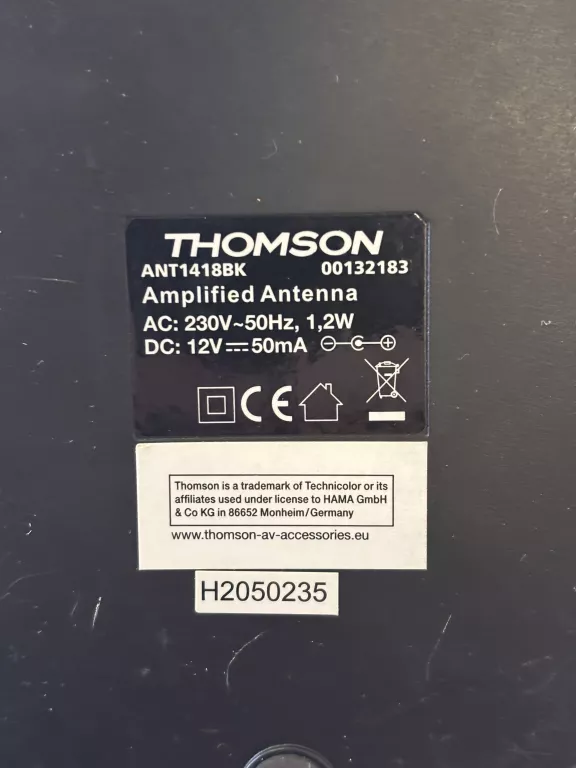 THOMSON
ANT1418BK 00132183
Amplified Antenna
AC: 230V~50Hz, 1,2W
DC: 12V⎓50mA
CE
Thomson is a trademark of Technicolor or its
affiliates used under license to HAMA GmbH
& Co KG in 86652 Monheim/Germany
www.thomson-av-accessories.eu
H2050235